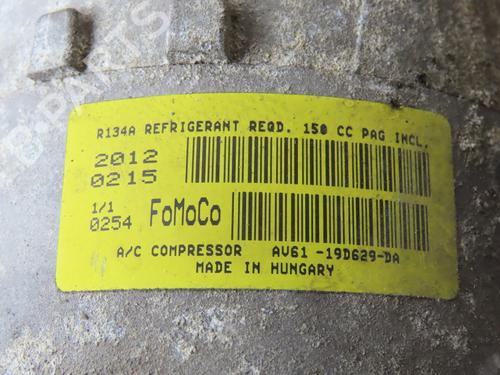 B-PARTS
R134A REFRIGERANT REQD. 150 CC PAG INCL.
2012
0215
1/1
0254 FoMoCo
A/C COMPRESSOR AV61 -19D629-DA
MADE IN HUNGARY